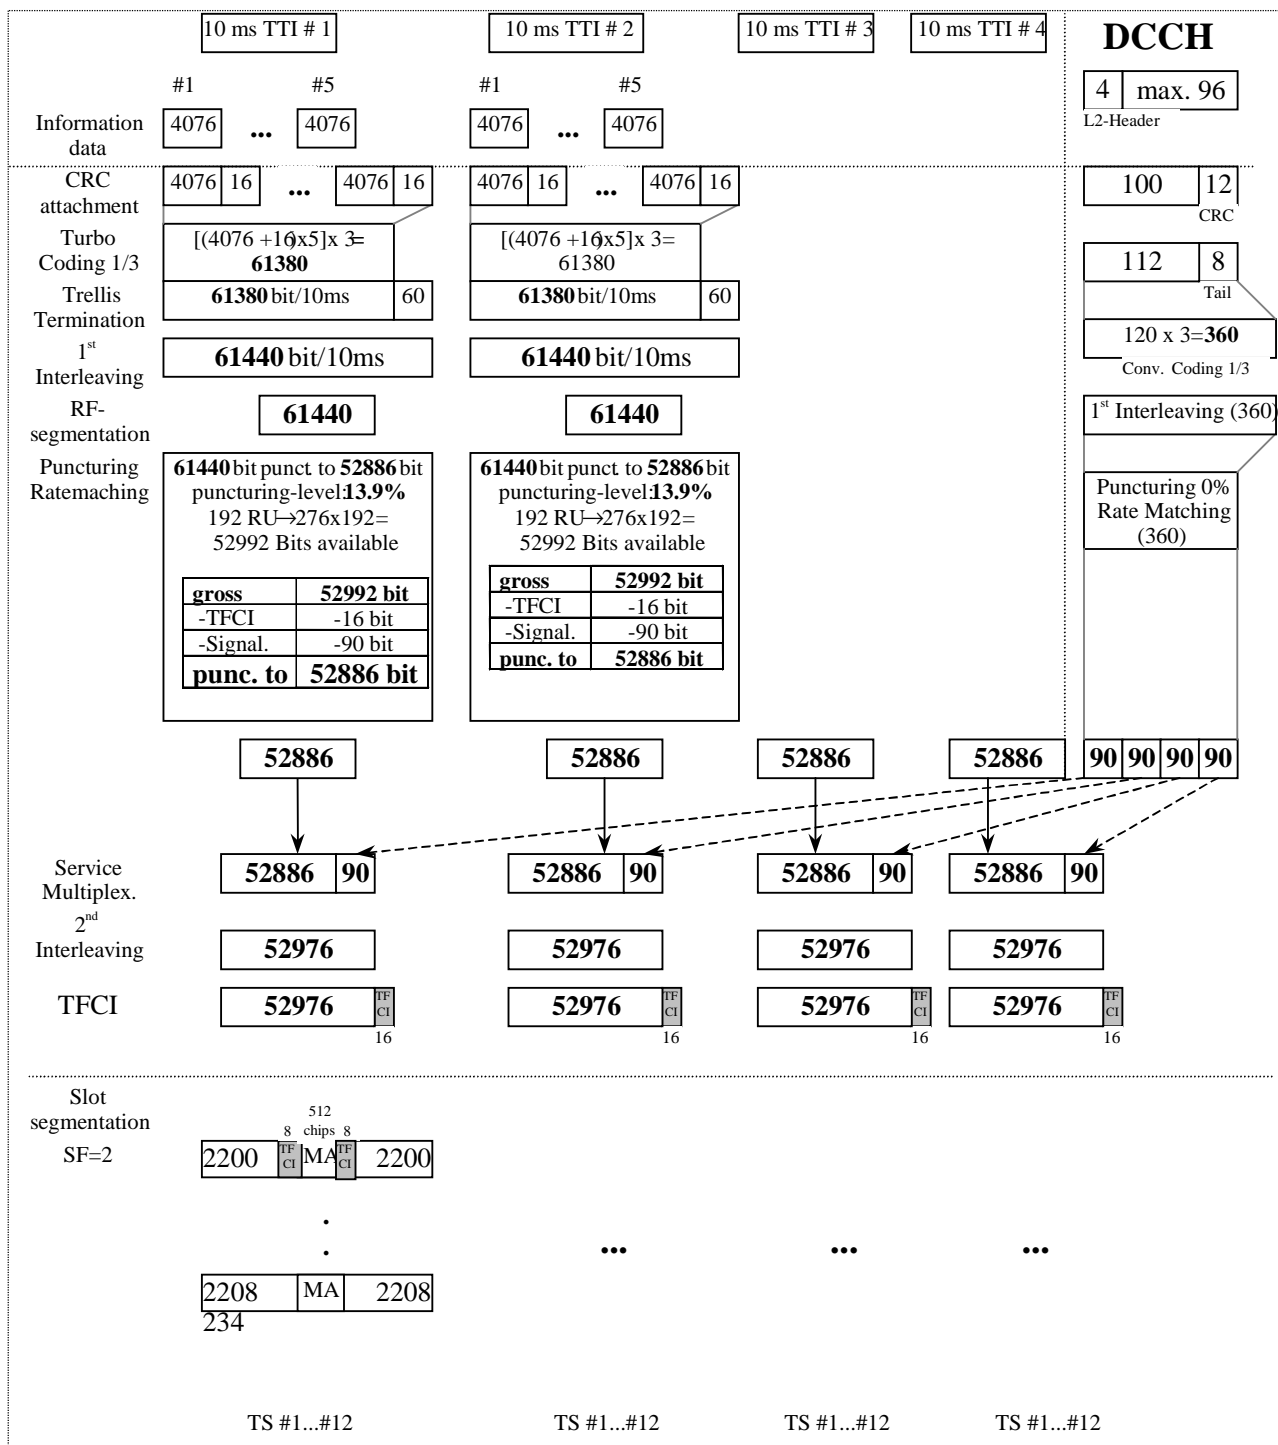 10 ms TTI # 1
10 ms TTI # 2
10 ms TTI # 3
10 ms TTI # 4
DCCH
#1 #5 #1 #5
4 max. 96
L2-Header
Information
data
4076 ... 4076
4076 ... 4076
CRC
attachment
4076 16 ... 4076 16
4076 16 ... 4076 16
100 12
CRC
Turbo
Coding 1/3
[(4076 +16)x5]x 3=
61380
[(4076 +16)x5]x 3=
61380
112 8
Tail
Trellis
Termination
61380 bit/10ms 60
61380 bit/10ms 60
120 x 3=360
Conv. Coding 1/3
1st
Interleaving
61440 bit/10ms
61440 bit/10ms
RF-
segmentation
61440
61440
1st Interleaving (360)
Puncturing
Ratemaching
61440 bit punct. to 52886 bit
puncturing-level:13.9%
192 RU→276x192=
52992 Bits available
gross 52992 bit
-TFCI -16 bit
-Signal. -90 bit
punc. to 52886 bit
61440 bit punct. to 52886 bit
puncturing-level:13.9%
192 RU→276x192=
52992 Bits available
gross 52992 bit
-TFCI -16 bit
-Signal. -90 bit
punc. to 52886 bit
Puncturing 0%
Rate Matching
(360)
52886 52886 52886 52886 90 90 90 90
Service
Multiplex.
52886 90 52886 90 52886 90 52886 90
2nd
Interleaving
52976 52976 52976 52976
TFCI
52976 TF CI 52976 TF CI 52976 TF CI 52976 TF CI
16 16 16 16
Slot
segmentation
SF=2
512
8 chips 8
2200 TF CI MA TF CI 2200
.
. ... ... ...
2208 MA 2208
234
TS #1...#12 TS #1...#12 TS #1...#12 TS #1...#12